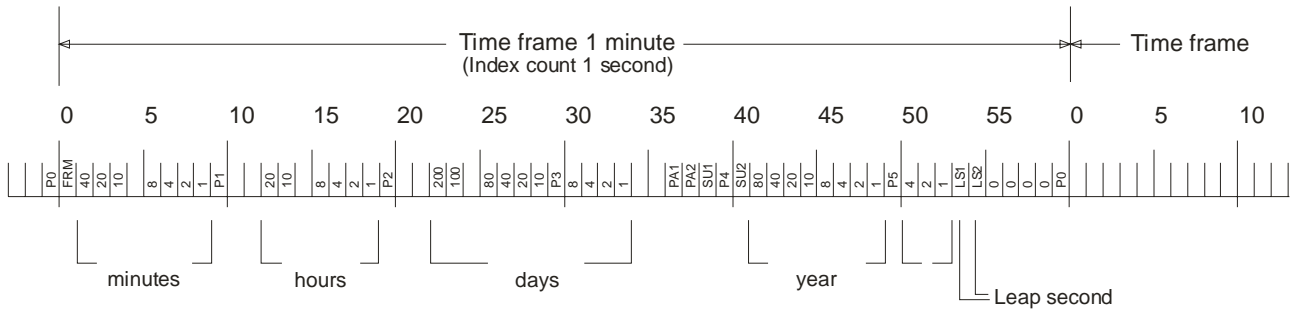 Time frame 1 minute
(Index count 1 second)
Time frame
0 5 10 15 20 25 30 35 40 45 50 55 0 5 10
P0 FRM 40 20 10 8 4 2 1 P1 20 10 8 4 2 1 P2 200 100 80 40 20 10 P3 8 4 2 1 PA1 PA2 SU1 P4 SU2 80 40 20 10 8 4 2 1 P5 4 2 1 LS1 LS2 0 0 0 0 P0
minutes
hours
days
year
Leap second